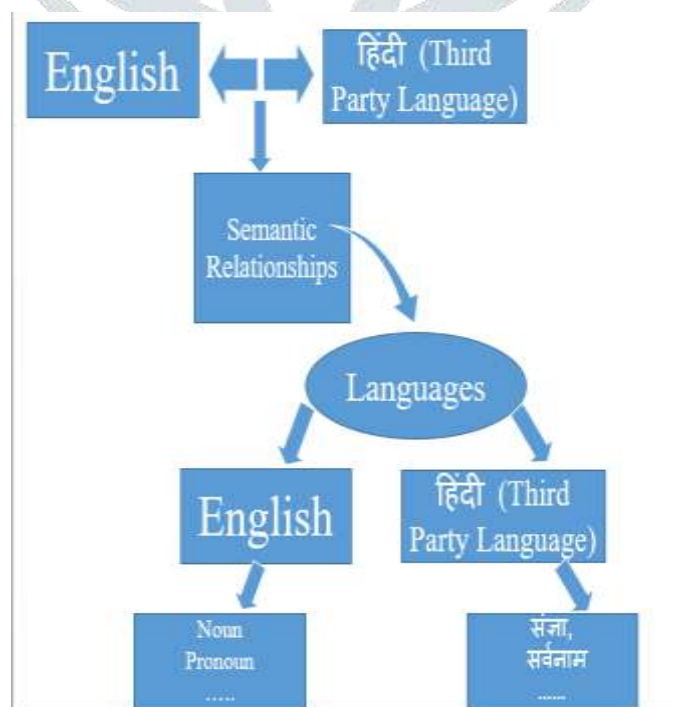 English
हिंदी (Third
Party Language)
Semantic
Relationships
Languages
English
हिंदी (Third
Party Language)
Noun
Pronoun
.....
संज्ञा,
सर्वनाम
......